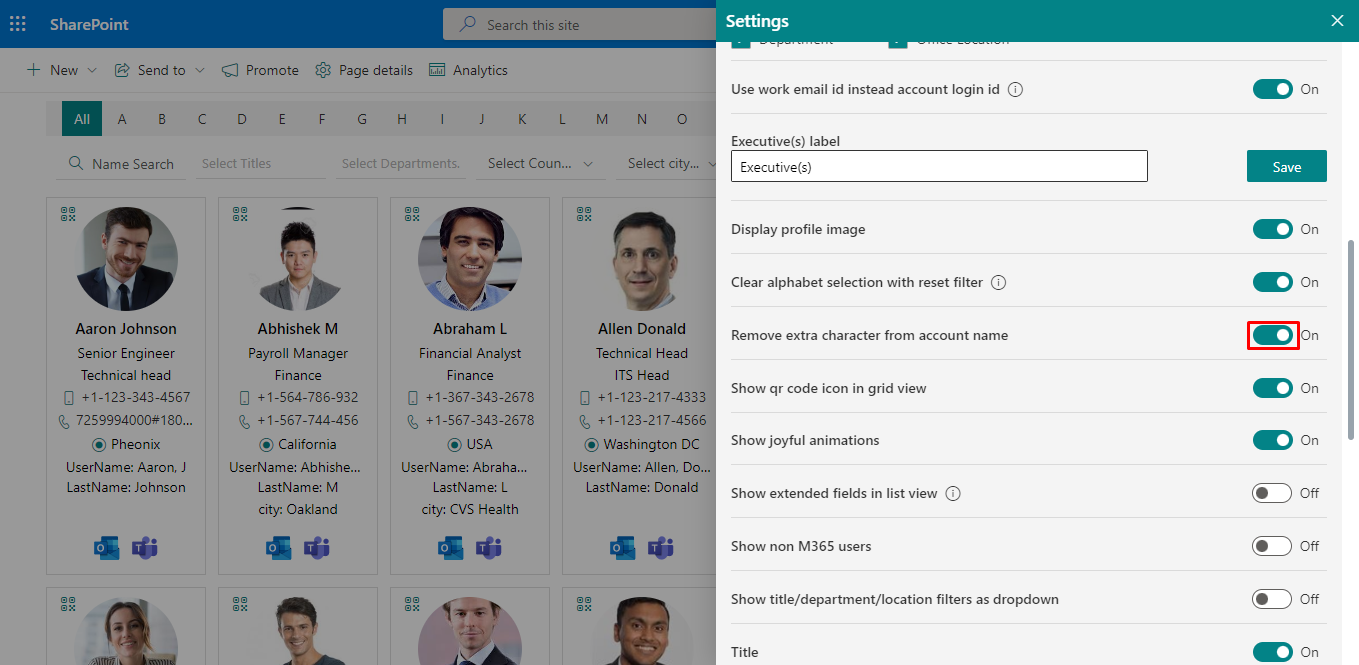 SharePoint
Search this site
New
Send to
Promote
Page details
Analytics
All A B C D E F G H I J K L M N O
Name Search
Select Titles
Select Departments.
Select Coun...
Select city...
Aaron Johnson
Senior Engineer
Technical head
+1-123-343-4567
7259994000#180...
Pheonix
UserName: Aaron, J
LastName: Johnson
Abhishek M
Payroll Manager
Finance
+1-564-786-932
+1-567-744-456
California
UserName: Abhishe...
LastName: M
city: Oakland
Abraham L
Financial Analyst
Finance
+1-367-343-2678
+1-567-343-2678
USA
UserName: Abraha...
LastName: L
city: CVS Health
Allen Donald
Technical Head
ITS Head
+1-123-217-4333
+1-123-217-4566
Washington DC
UserName: Allen, Do...
LastName: Donald
Settings
Department
Office Location
Use work email id instead account login id
On
Executive(s) label
Executive(s)
Save
Display profile image
On
Clear alphabet selection with reset filter
On
Remove extra character from account name
On
Show qr code icon in grid view
On
Show joyful animations
On
Show extended fields in list view
Off
Show non M365 users
Off
Show title/department/location filters as dropdown
Off
Title
On